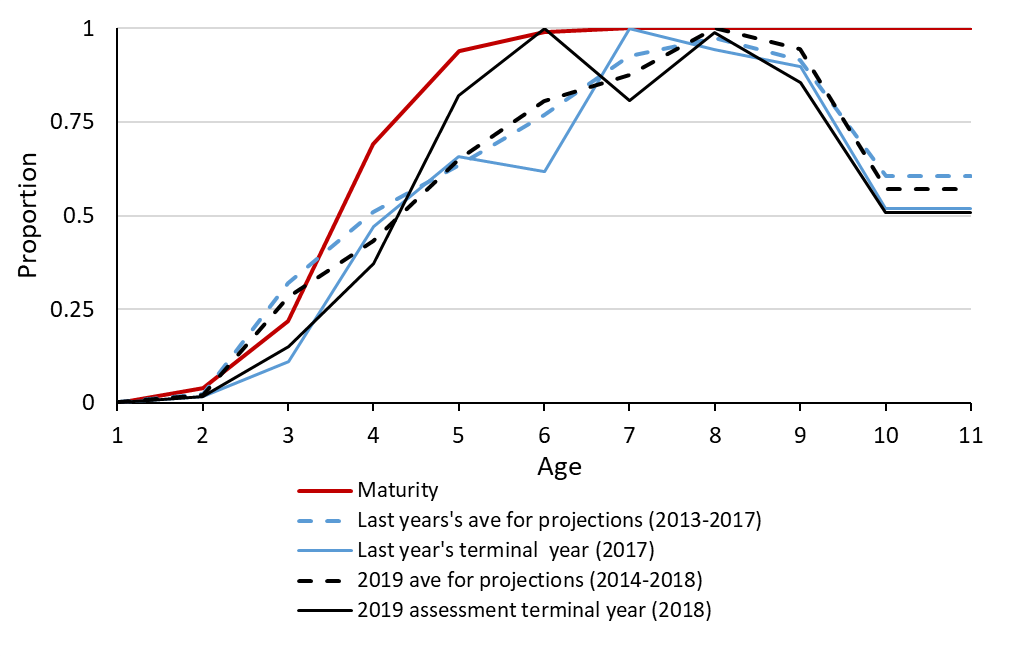 1
0.75
0.5
0.25
0
Proportion
1 2 3 4 5 6 7 8 9 10 11
Age
Maturity
Last years's ave for projections (2013-2017)
Last year's terminal  year (2017)
2019 ave for projections (2014-2018)
2019 assessment terminal year (2018)